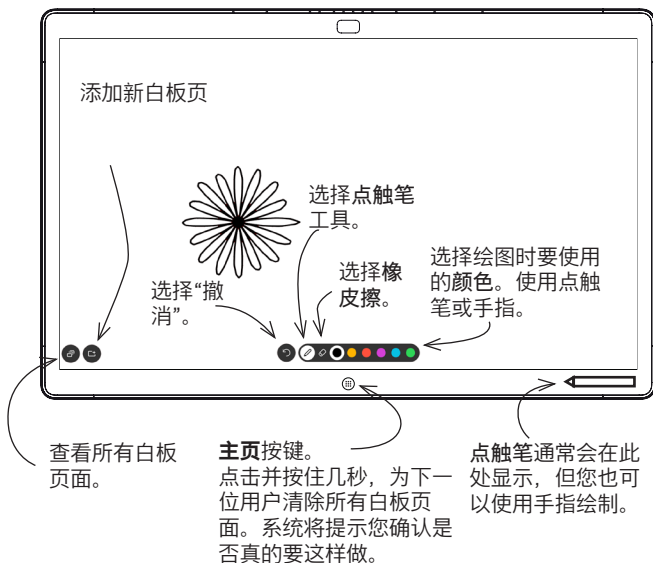 添加新白板页
选择点触笔
工具。
选择橡
皮擦。
选择绘图时要使用
的颜色。使用点触
笔或手指。
选择“撤
消”。
查看所有白板
页面。
主页按键。
点击并按住几秒，为下一
位用户清除所有白板页
面。系统将提示您确认是
否真的要这样做。
点触笔通常会在此
处显示，但您也可
以使用手指绘制。